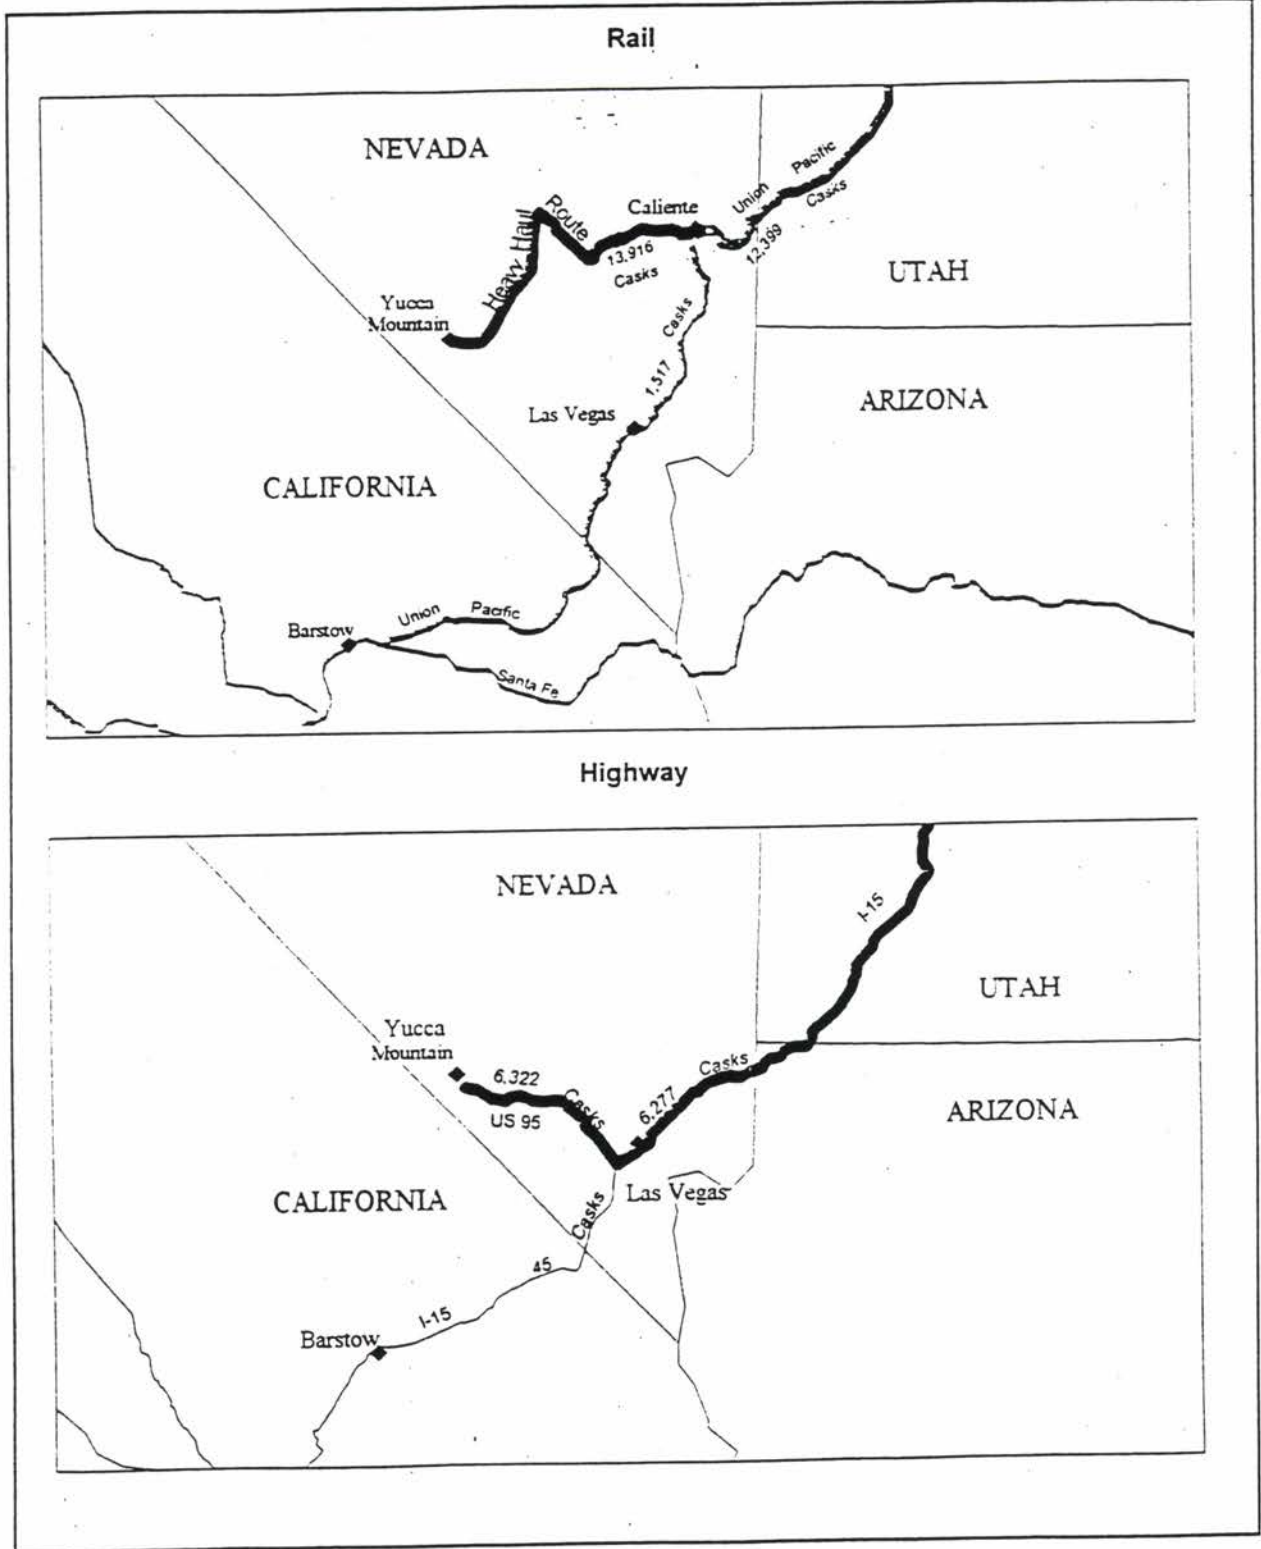 Rail
NEVADA
Union Pacific
Casks
12,399
Heavy Haul Route
Caliente
13,916
Casks
UTAH
Yucca
Mountain
Casks
1,517
Las Vegas
ARIZONA
CALIFORNIA
Union Pacific
Barstow
Santa Fe
Highway
NEVADA
I-15
UTAH
Yucca
Mountain
6,322 Casks
US 95
6,277 Casks
ARIZONA
CALIFORNIA
Las Vegas
Casks
45
I-15
Barstow